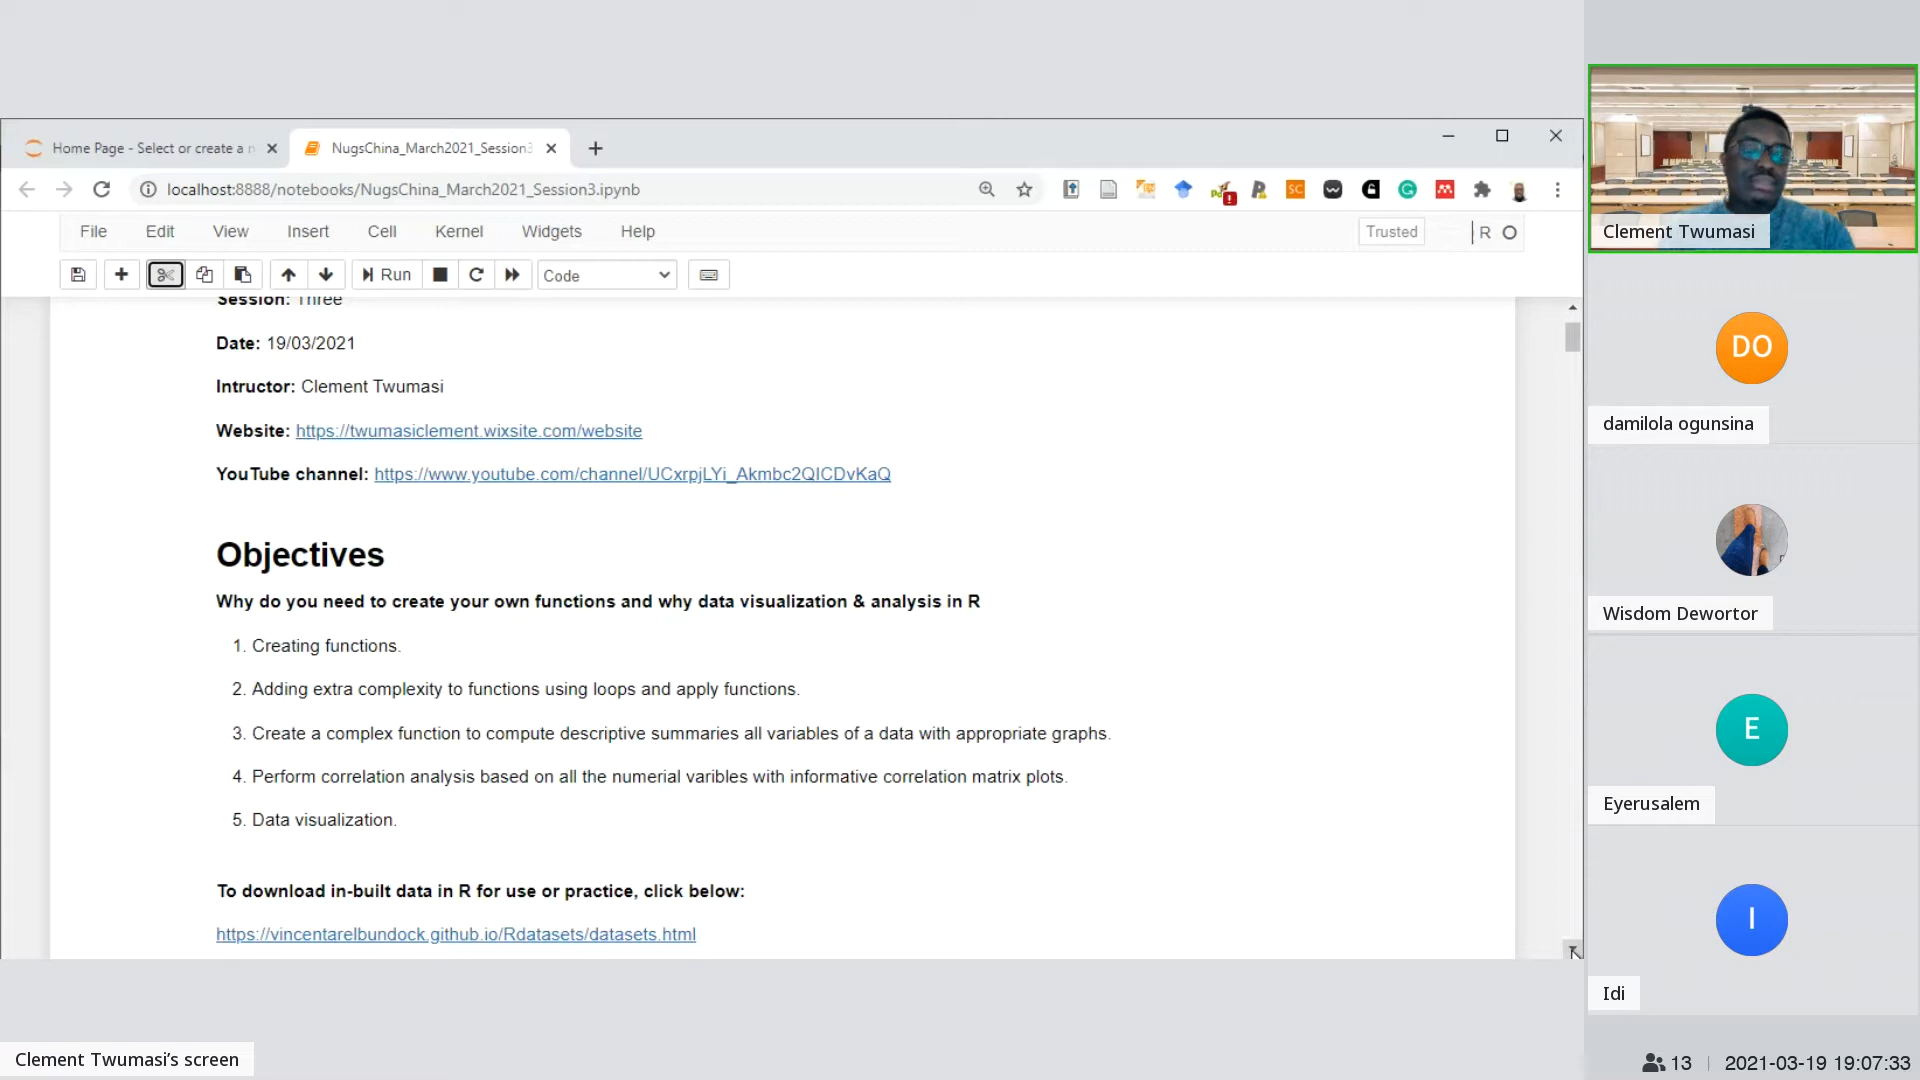 Home Page - Select or create a n
NugsChina_March2021_Session3
localhost:8888/notebooks/NugsChina_March2021_Session3.ipynb
File Edit View Insert Cell Kernel Widgets Help Trusted R
Run Code
Session: Three
Date: 19/03/2021
Intructor: Clement Twumasi
Website: https://twumasiclement.wixsite.com/website
YouTube channel: https://www.youtube.com/channel/UCxrpjLYi_Akmbc2QICDvKaQ
Objectives
Why do you need to create your own functions and why data visualization & analysis in R
1. Creating functions.
2. Adding extra complexity to functions using loops and apply functions.
3. Create a complex function to compute descriptive summaries all variables of a data with appropriate graphs.
4. Perform correlation analysis based on all the numerial varibles with informative correlation matrix plots.
5. Data visualization.
To download in-built data in R for use or practice, click below:
https://vincentarelbundock.github.io/Rdatasets/datasets.html
Clement Twumasi's screen
Clement Twumasi
DO
damilola ogunsina
Wisdom Dewortor
E
Eyerusalem
I
Idi
13 2021-03-19 19:07:33